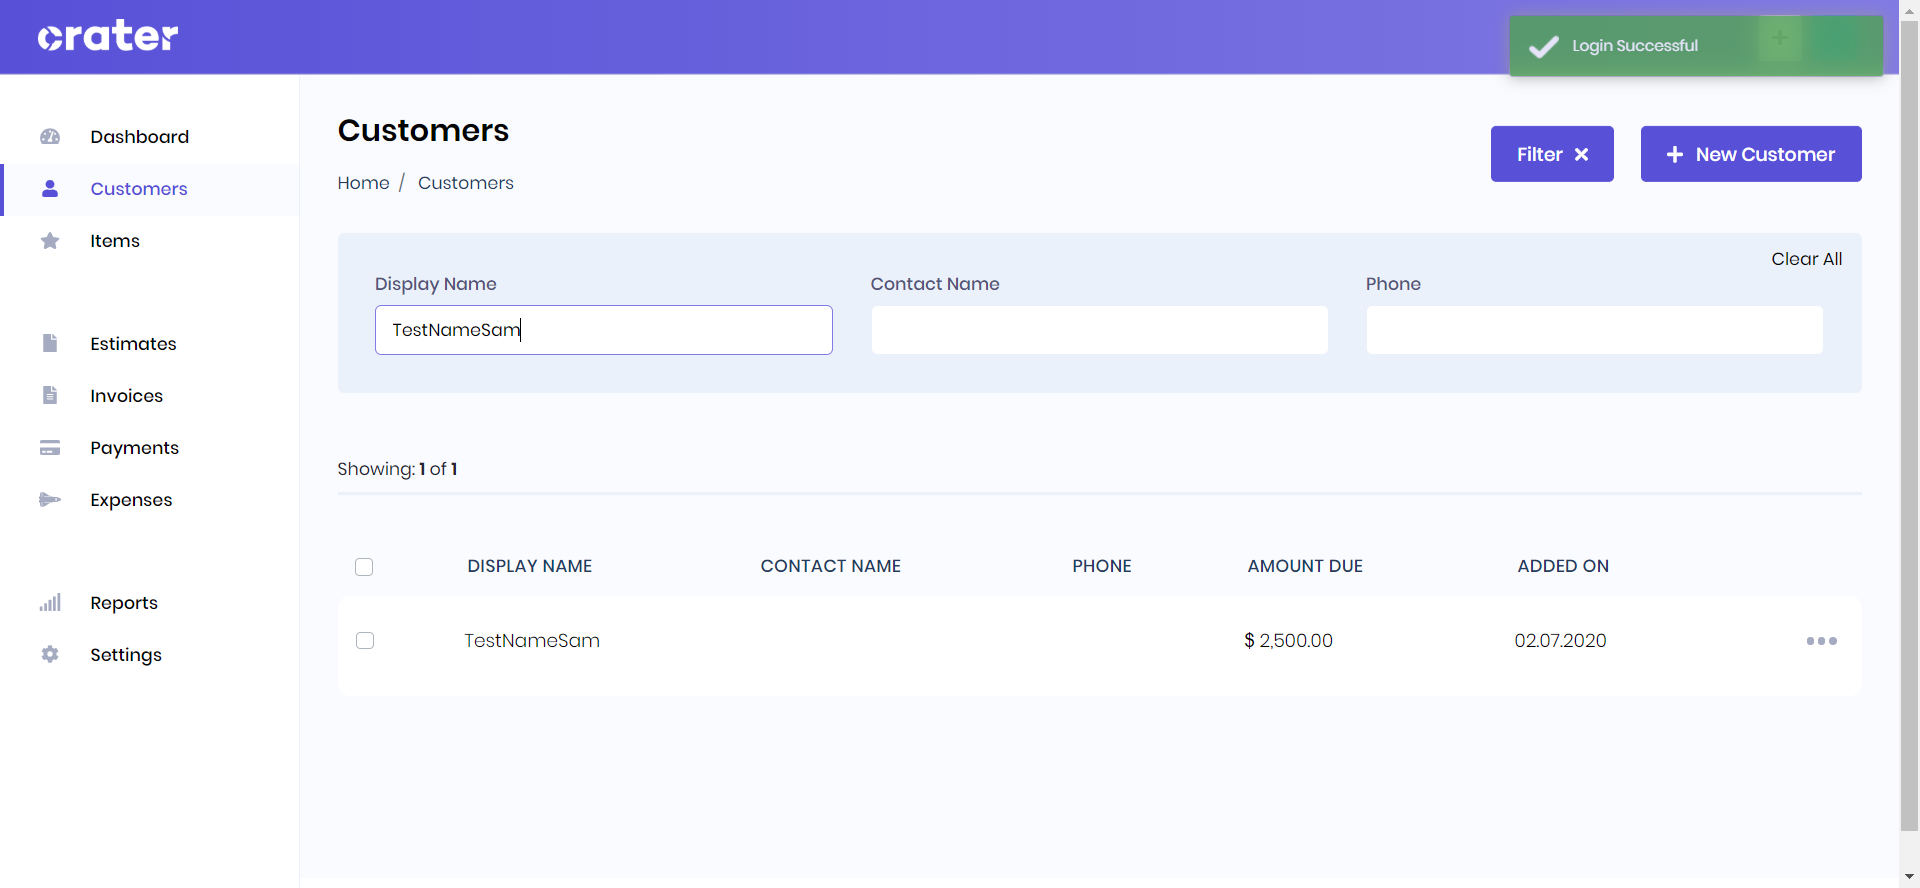 crater
Login Successful
Dashboard
Customers
Items
Estimates
Invoices
Payments
Expenses
Reports
Settings
Customers
Home / Customers
Filter
New Customer
Clear All
Display Name
Contact Name
Phone
TestNameSam
Showing: 1 of 1
DISPLAY NAME CONTACT NAME PHONE AMOUNT DUE ADDED ON
TestNameSam $ 2,500.00 02.07.2020